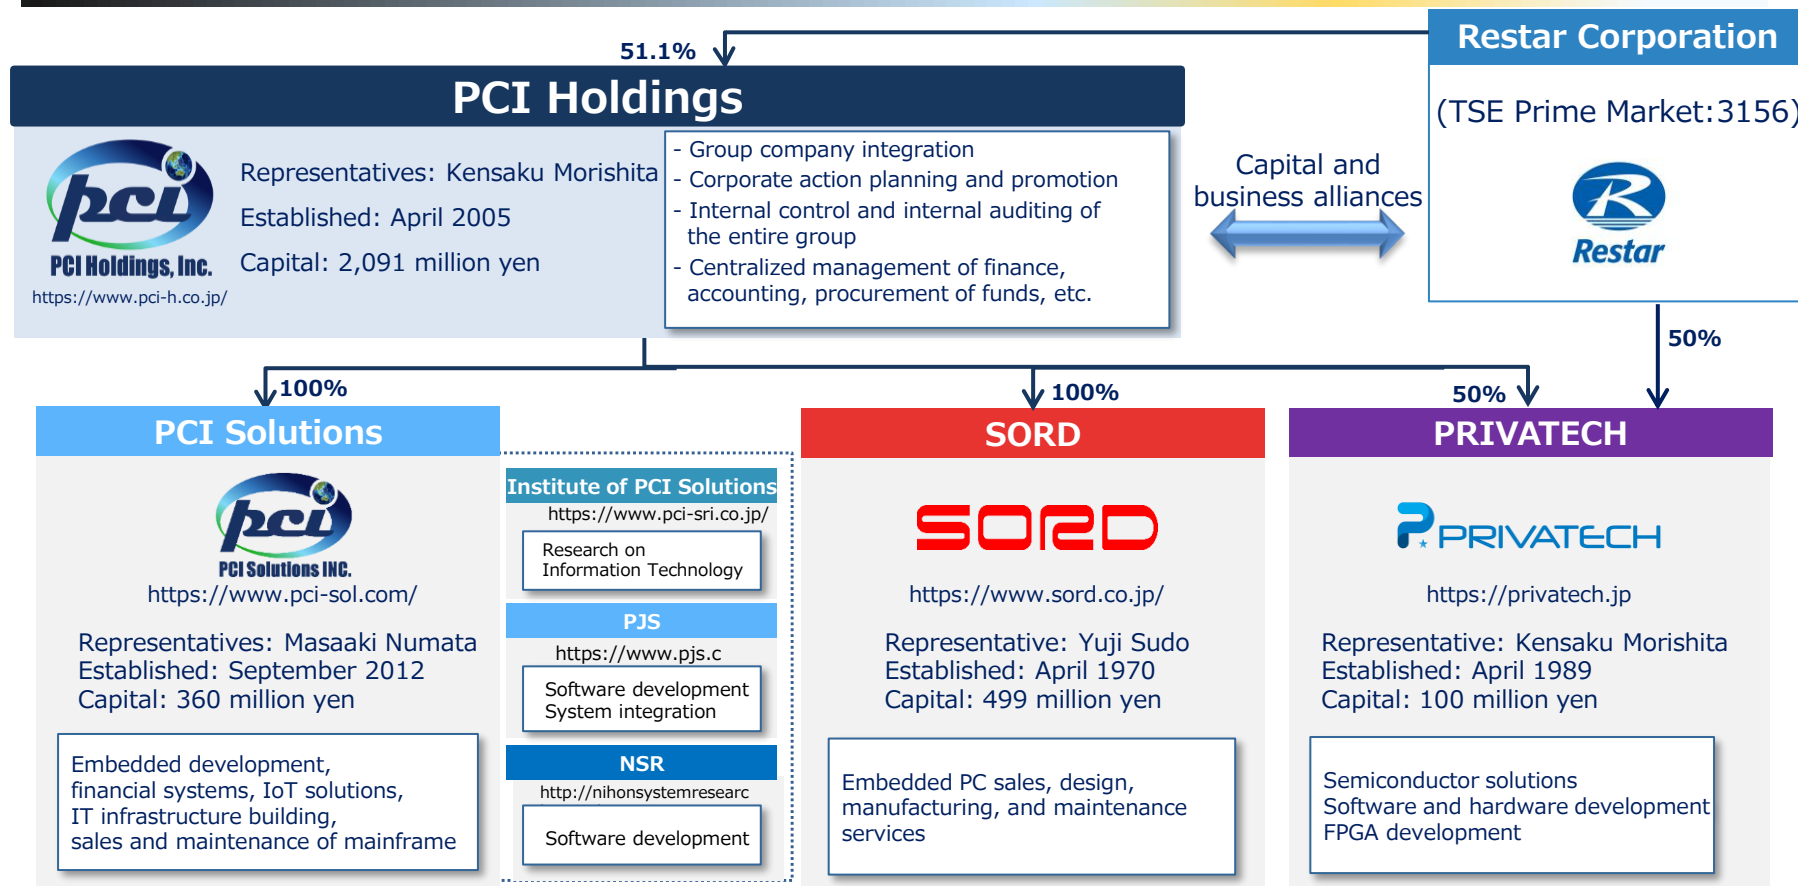 51.1%
Restar Corporation
PCI Holdings
(TSE Prime Market:3156)
pci
PCI Holdings, Inc.
https://www.pci-h.co.jp/
Representatives: Kensaku Morishita
Established: April 2005
Capital: 2,091 million yen
- Group company integration
- Corporate action planning and promotion
- Internal control and internal auditing of
the entire group
- Centralized management of finance,
accounting, procurement of funds, etc.
Capital and
business alliances
R
Restar
50%
100%
100%
50%
PCI Solutions
pci
PCI Solutions INC.
https://www.pci-sol.com/
Representatives: Masaaki Numata
Established: September 2012
Capital: 360 million yen
Embedded development,
financial systems, IoT solutions,
IT infrastructure building,
sales and maintenance of mainframe
Institute of PCI Solutions
https://www.pci-sri.co.jp/
Research on
Information Technology
PJS
https://www.pjs.c
Software development
System integration
NSR
http://nihonsystemresearc
Software development
SORD
SORD
https://www.sord.co.jp/
Representative: Yuji Sudo
Established: April 1970
Capital: 499 million yen
Embedded PC sales, design,
manufacturing, and maintenance
services
PRIVATECH
PRIVATECH
https://privatech.jp
Representative: Kensaku Morishita
Established: April 1989
Capital: 100 million yen
Semiconductor solutions
Software and hardware development
FPGA development